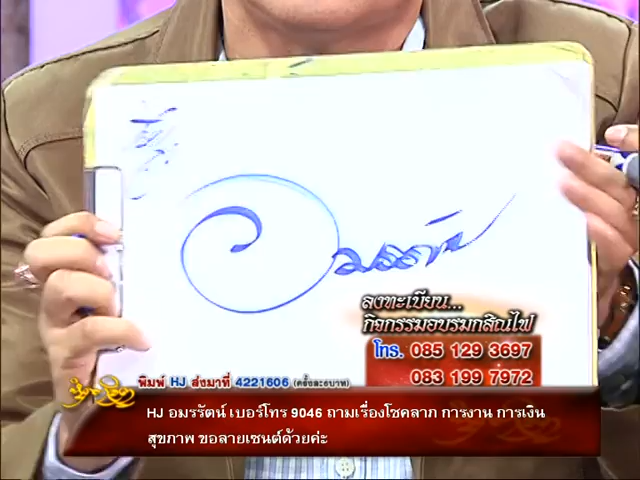 อมรรัตน์
ลงทะเบียน...
กิจกรรมอบรมกสิณไฟ
โทร. 085 129 3697
083 199 7972
พิมพ์ HJ ส่งมาที่ 4221606 (ครั้งละ6บาท)
HJ อมรรัตน์ เบอร์โทร 9046 ถามเรื่องโชคลาภ การงาน การเงิน
สุขภาพ ขอลายเซนต์ด้วยค่ะ